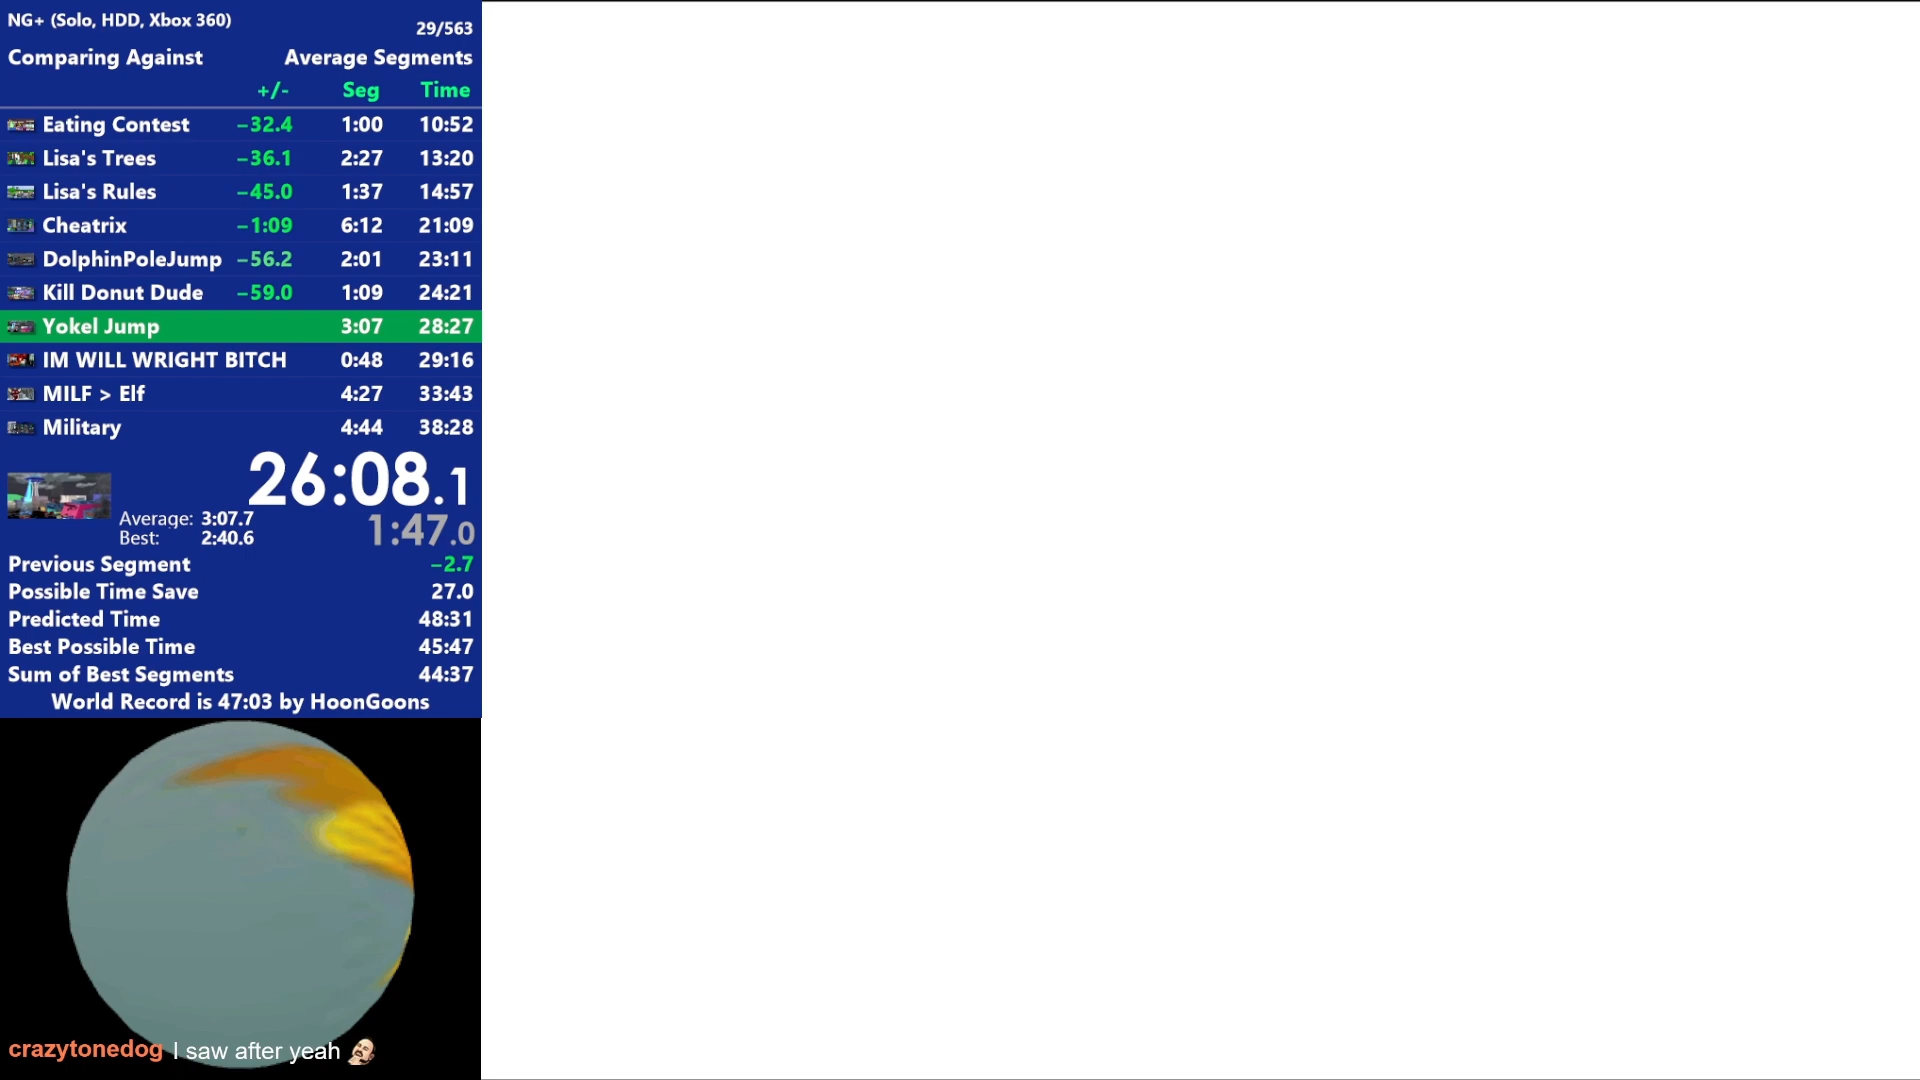 NG+ (Solo, HDD, Xbox 360) 29/563
Comparing Against Average Segments
+/- Seg Time
Eating Contest −32.4 1:00 10:52
Lisa's Trees −36.1 2:27 13:20
Lisa's Rules −45.0 1:37 14:57
Cheatrix −1:09 6:12 21:09
DolphinPoleJump −56.2 2:01 23:11
Kill Donut Dude −59.0 1:09 24:21
Yokel Jump 3:07 28:27
IM WILL WRIGHT BITCH 0:48 29:16
MILF > Elf 4:27 33:43
Military 4:44 38:28
26:08.1
Average: 3:07.7
Best: 2:40.6
1:47.0
Previous Segment −2.7
Possible Time Save 27.0
Predicted Time 48:31
Best Possible Time 45:47
Sum of Best Segments 44:37
World Record is 47:03 by HoonGoons
crazytonedog I saw after yeah